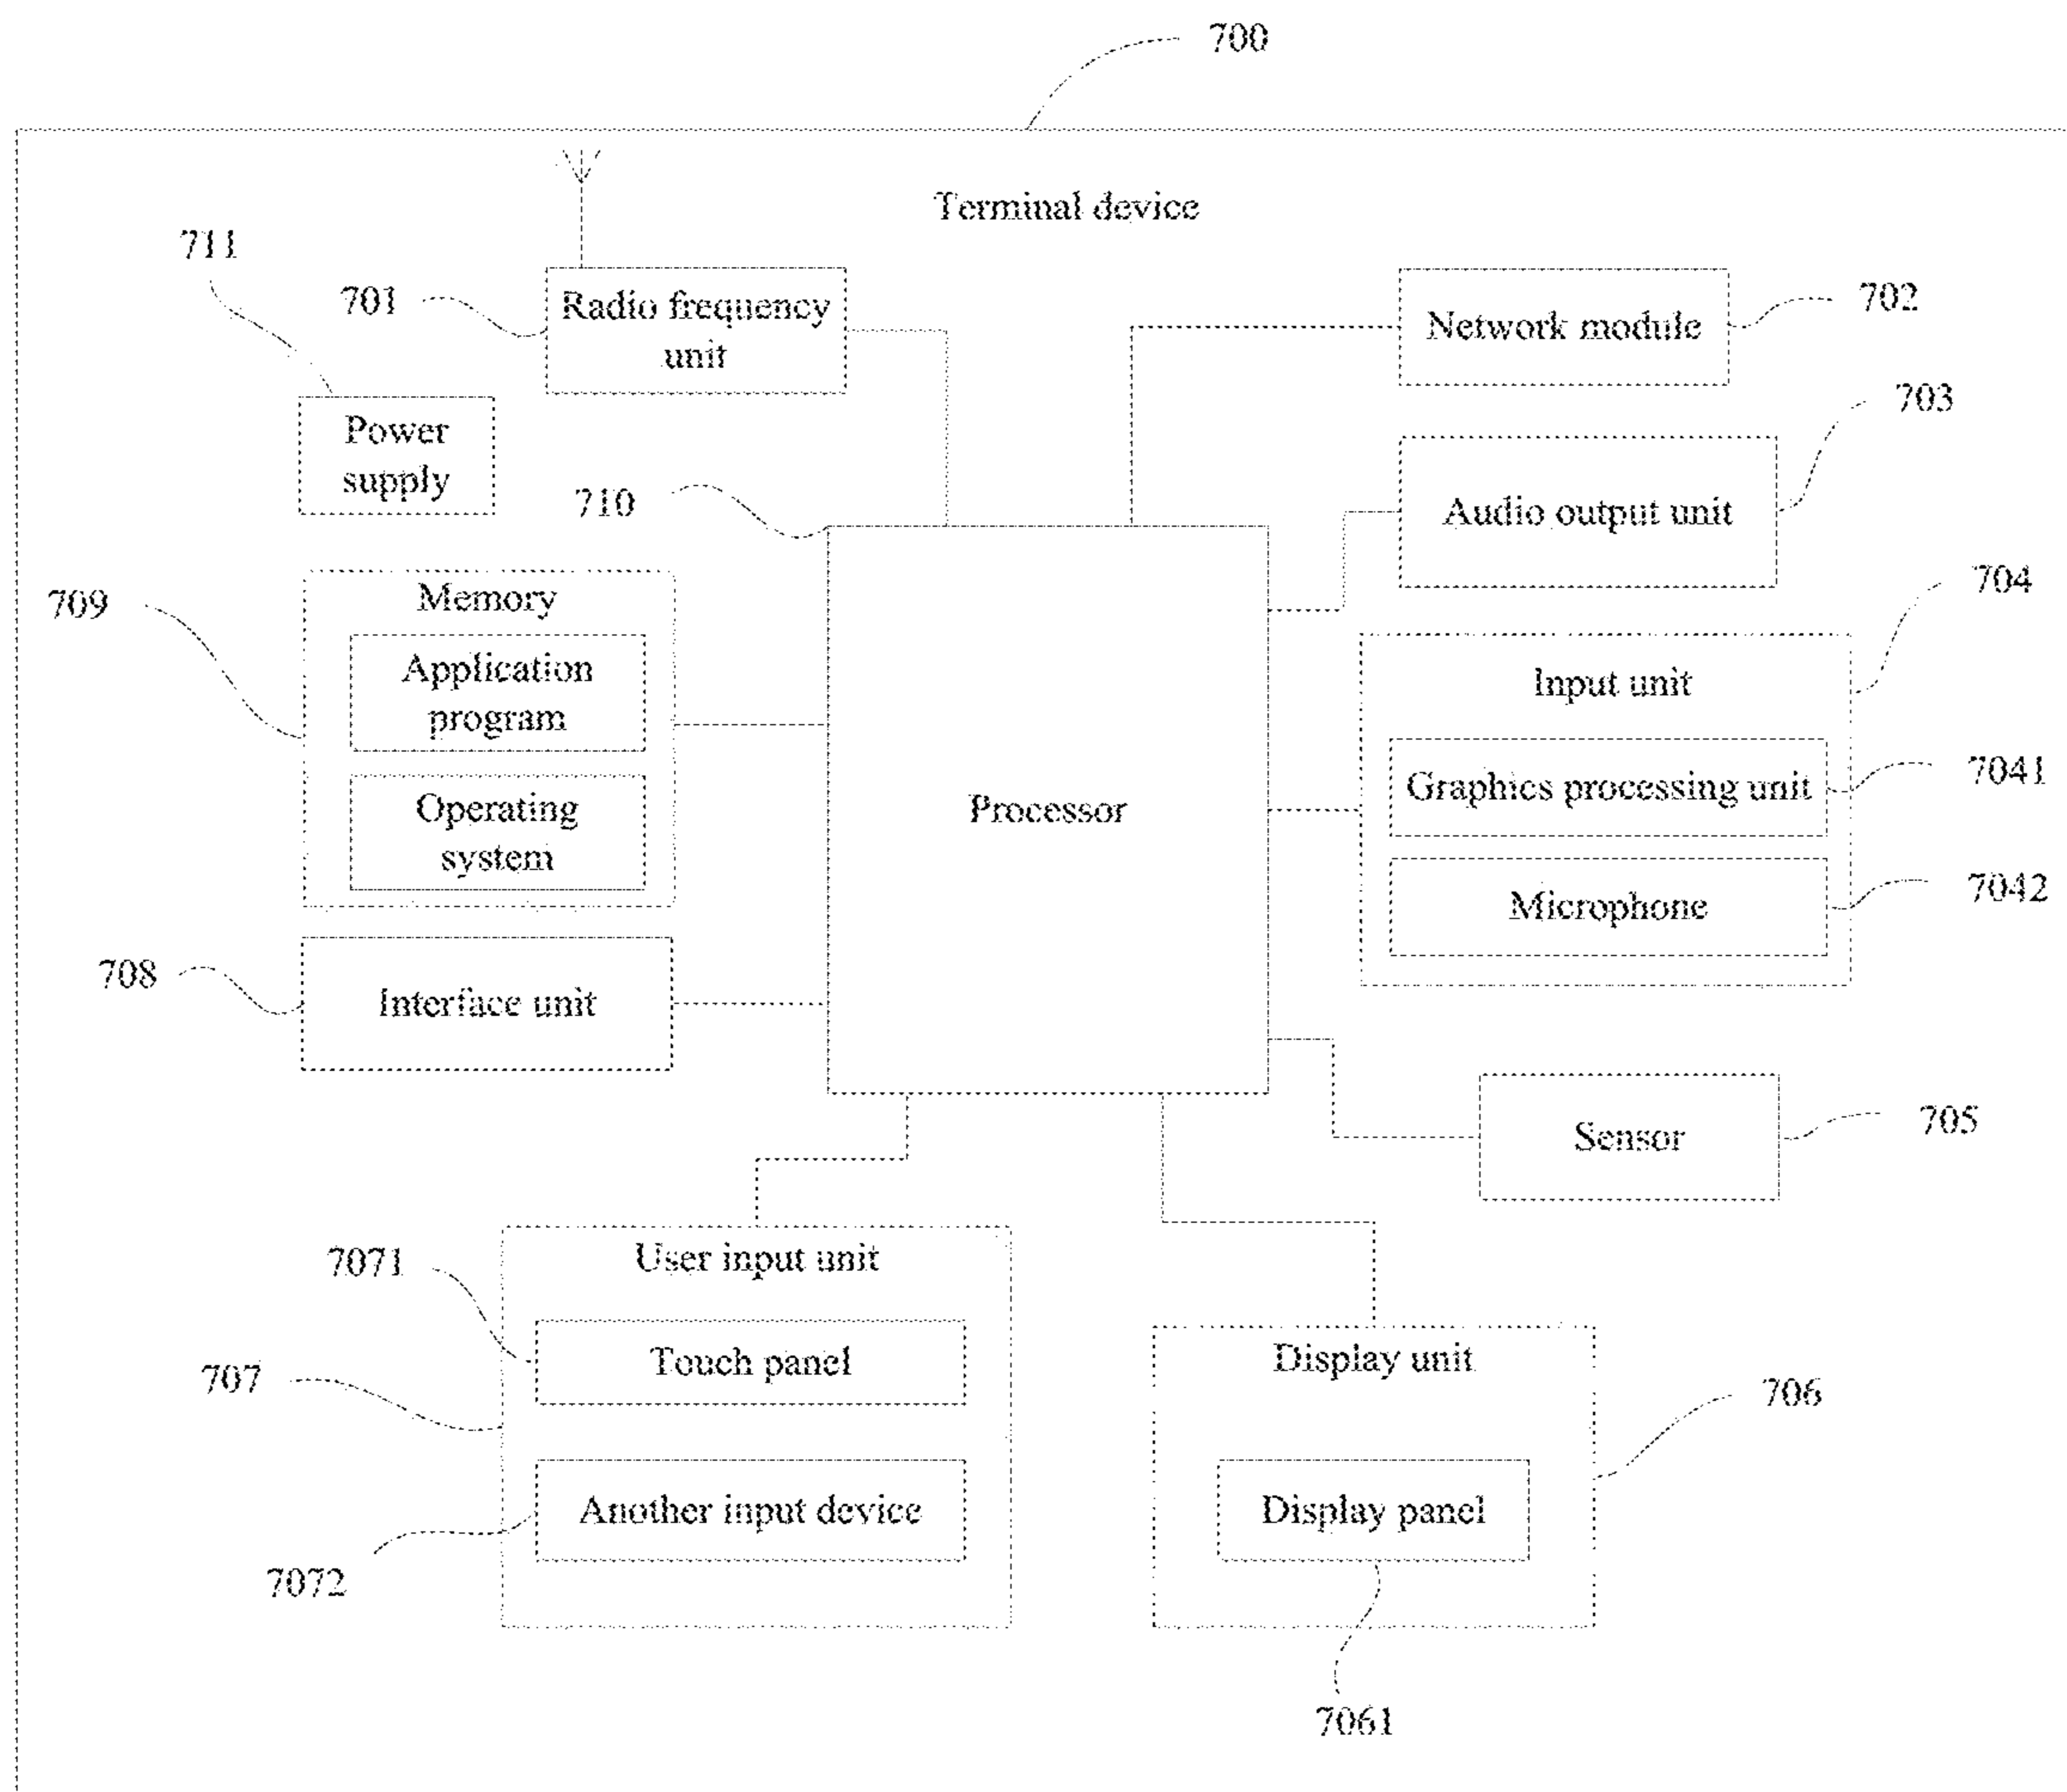 700
Terminal device
711
701
Radio frequency
unit
Network module
702
Power
supply
703
710
Audio output unit
709
Memory
Application
program
Operating
system
Processor
704
Input unit
Graphics processing unit
7041
Microphone
7042
708
Interface unit
Sensor
705
7071
User input unit
Touch panel
707
Another input device
7072
Display unit
706
Display panel
7061